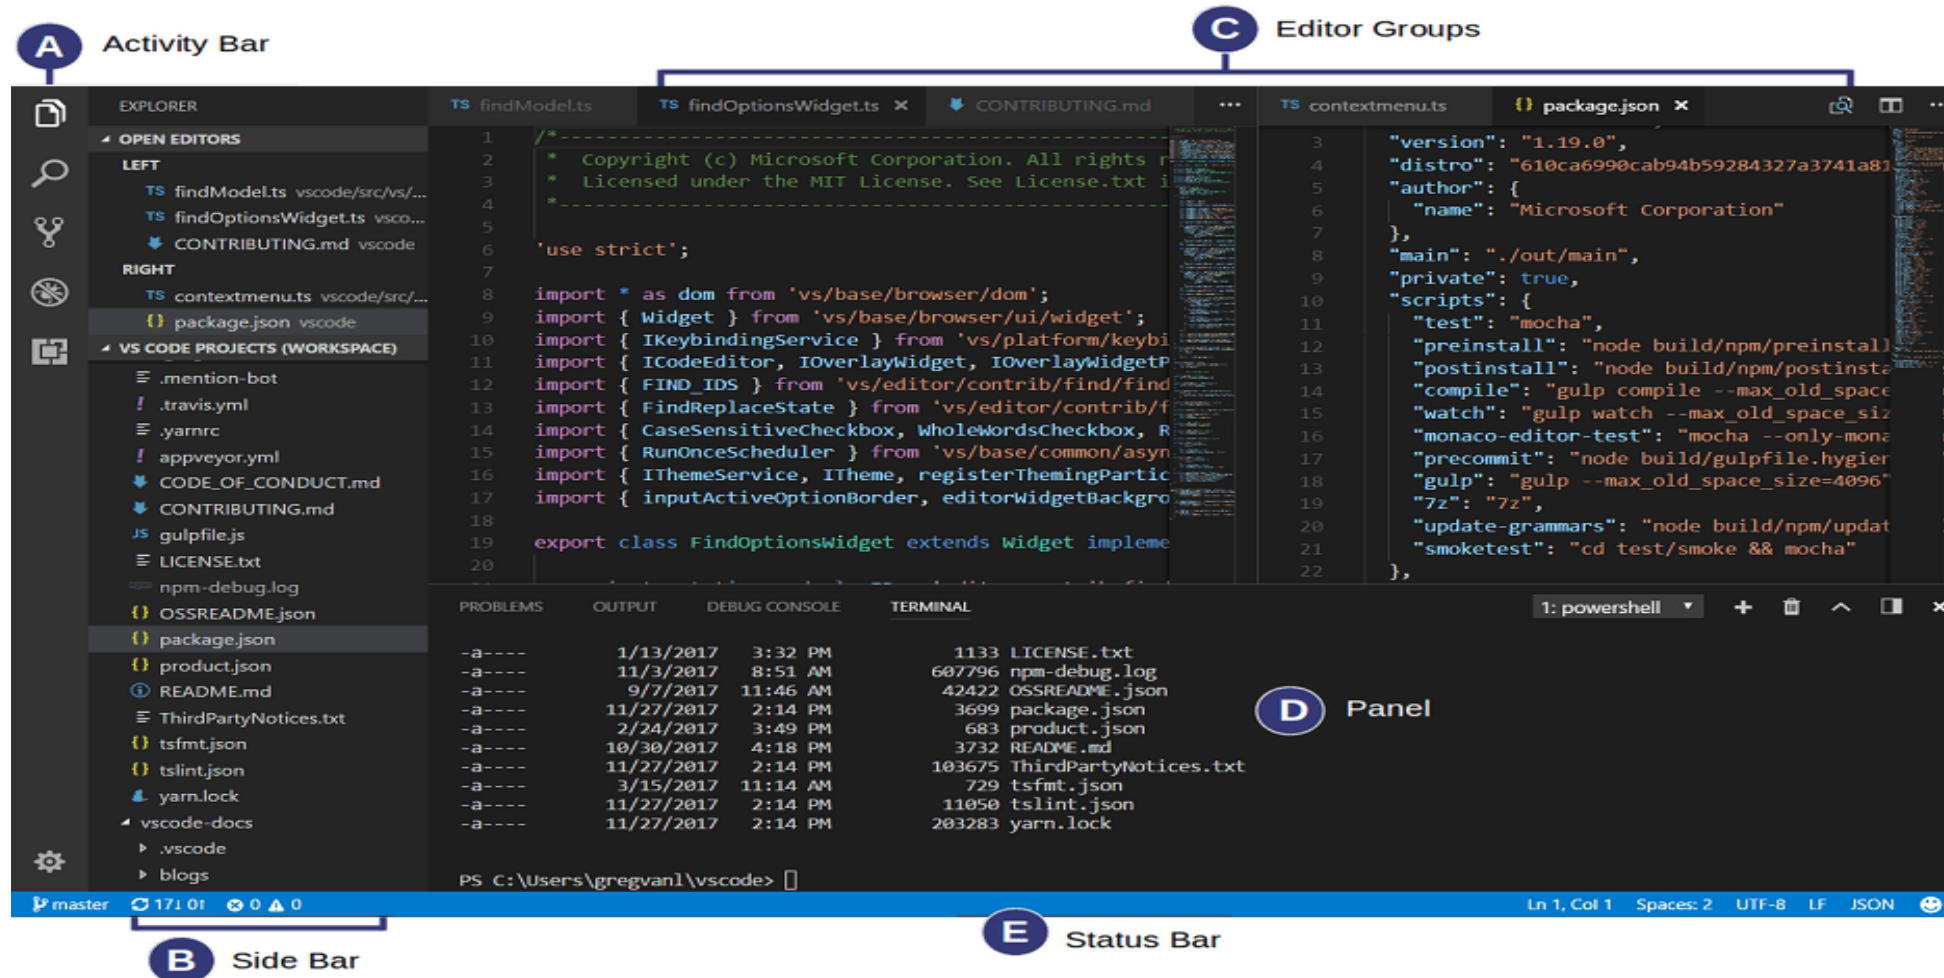 A Activity Bar
C Editor Groups
EXPLORER
OPEN EDITORS
LEFT
TS findModel.ts vscode/src/vs/...
TS findOptionsWidget.ts vsco...
CONTRIBUTING.md vscode
RIGHT
TS contextmenu.ts vscode/src/...
{} package.json vscode
VS CODE PROJECTS (WORKSPACE)
.mention-bot
! .travis.yml
.yarnrc
! appveyor.yml
CODE_OF_CONDUCT.md
CONTRIBUTING.md
JS gulpfile.js
LICENSE.txt
npm-debug.log
{} OSSREADME.json
{} package.json
{} product.json
README.md
ThirdPartyNotices.txt
{} tsfmt.json
{} tslint.json
yarn.lock
vscode-docs
.vscode
blogs
TS findModel.ts TS findOptionsWidget.ts × CONTRIBUTING.md ...
1 /*--------------------------------------------------
2 * Copyright (c) Microsoft Corporation. All rights
3 * Licensed under the MIT License. See License.txt i
4 *--------------------------------------------------
5
6 'use strict';
7
8 import * as dom from 'vs/base/browser/dom';
9 import { Widget } from 'vs/base/browser/ui/widget';
10 import { IKeybindingService } from 'vs/platform/keybi
11 import { ICodeEditor, IOverlayWidget, IOverlayWidgetP
12 import { FIND_IDS } from 'vs/editor/contrib/find/find
13 import { FindReplaceState } from 'vs/editor/contrib/f
14 import { CaseSensitiveCheckbox, WholeWordsCheckbox, R
15 import { RunOnceScheduler } from 'vs/base/common/asyn
16 import { IThemeService, ITheme, registerThemingPartic
17 import { inputActiveOptionBorder, editorWidgetBackgro
18
19 export class FindOptionsWidget extends Widget impleme
20
TS contextmenu.ts {} package.json ×
3 "version": "1.19.0",
4 "distro": "610ca6990cab94b59284327a3741a81
5 "author": {
6 "name": "Microsoft Corporation"
7 },
8 "main": "./out/main",
9 "private": true,
10 "scripts": {
11 "test": "mocha",
12 "preinstall": "node build/npm/preinstall
13 "postinstall": "node build/npm/postinsta
14 "compile": "gulp compile --max_old_space
15 "watch": "gulp watch --max_old_space_siz
16 "monaco-editor-test": "mocha --only-mona
17 "precommit": "node build/gulpfile.hygien
18 "gulp": "gulp --max_old_space_size=4096"
19 "7z": "7z",
20 "update-grammars": "node build/npm/updat
21 "smoketest": "cd test/smoke && mocha"
22 },
PROBLEMS OUTPUT DEBUG CONSOLE TERMINAL 1: powershell
-a---- 1/13/2017 3:32 PM 1133 LICENSE.txt
-a---- 11/3/2017 8:51 AM 607796 npm-debug.log
-a---- 9/7/2017 11:46 AM 42422 OSSREADME.json
-a---- 11/27/2017 2:14 PM 3699 package.json
-a---- 2/24/2017 3:49 PM 683 product.json
-a---- 10/30/2017 4:18 PM 3732 README.md
-a---- 11/27/2017 2:14 PM 103675 ThirdPartyNotices.txt
-a---- 3/15/2017 11:14 AM 729 tsfmt.json
-a---- 11/27/2017 2:14 PM 11050 tslint.json
-a---- 11/27/2017 2:14 PM 203283 yarn.lock
PS C:\Users\gregvanl\vscode>
D Panel
master 17↓ 0↑ 0 0 Ln 1, Col 1 Spaces: 2 UTF-8 LF JSON
B Side Bar
E Status Bar